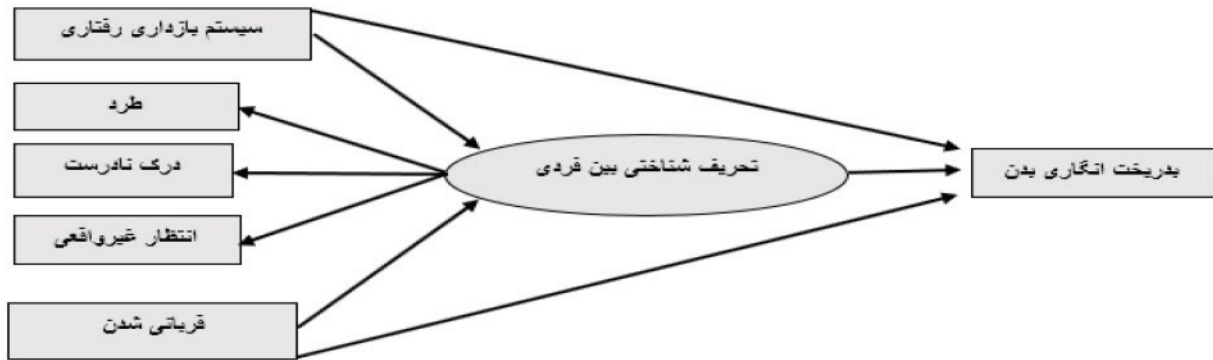 سیستم بازداری رفتاری
طرد
درک نادرست
انتظار غیرواقعی
قربانی شدن
تحریف شناختی بین فردی
بدریخت انگاری بدن